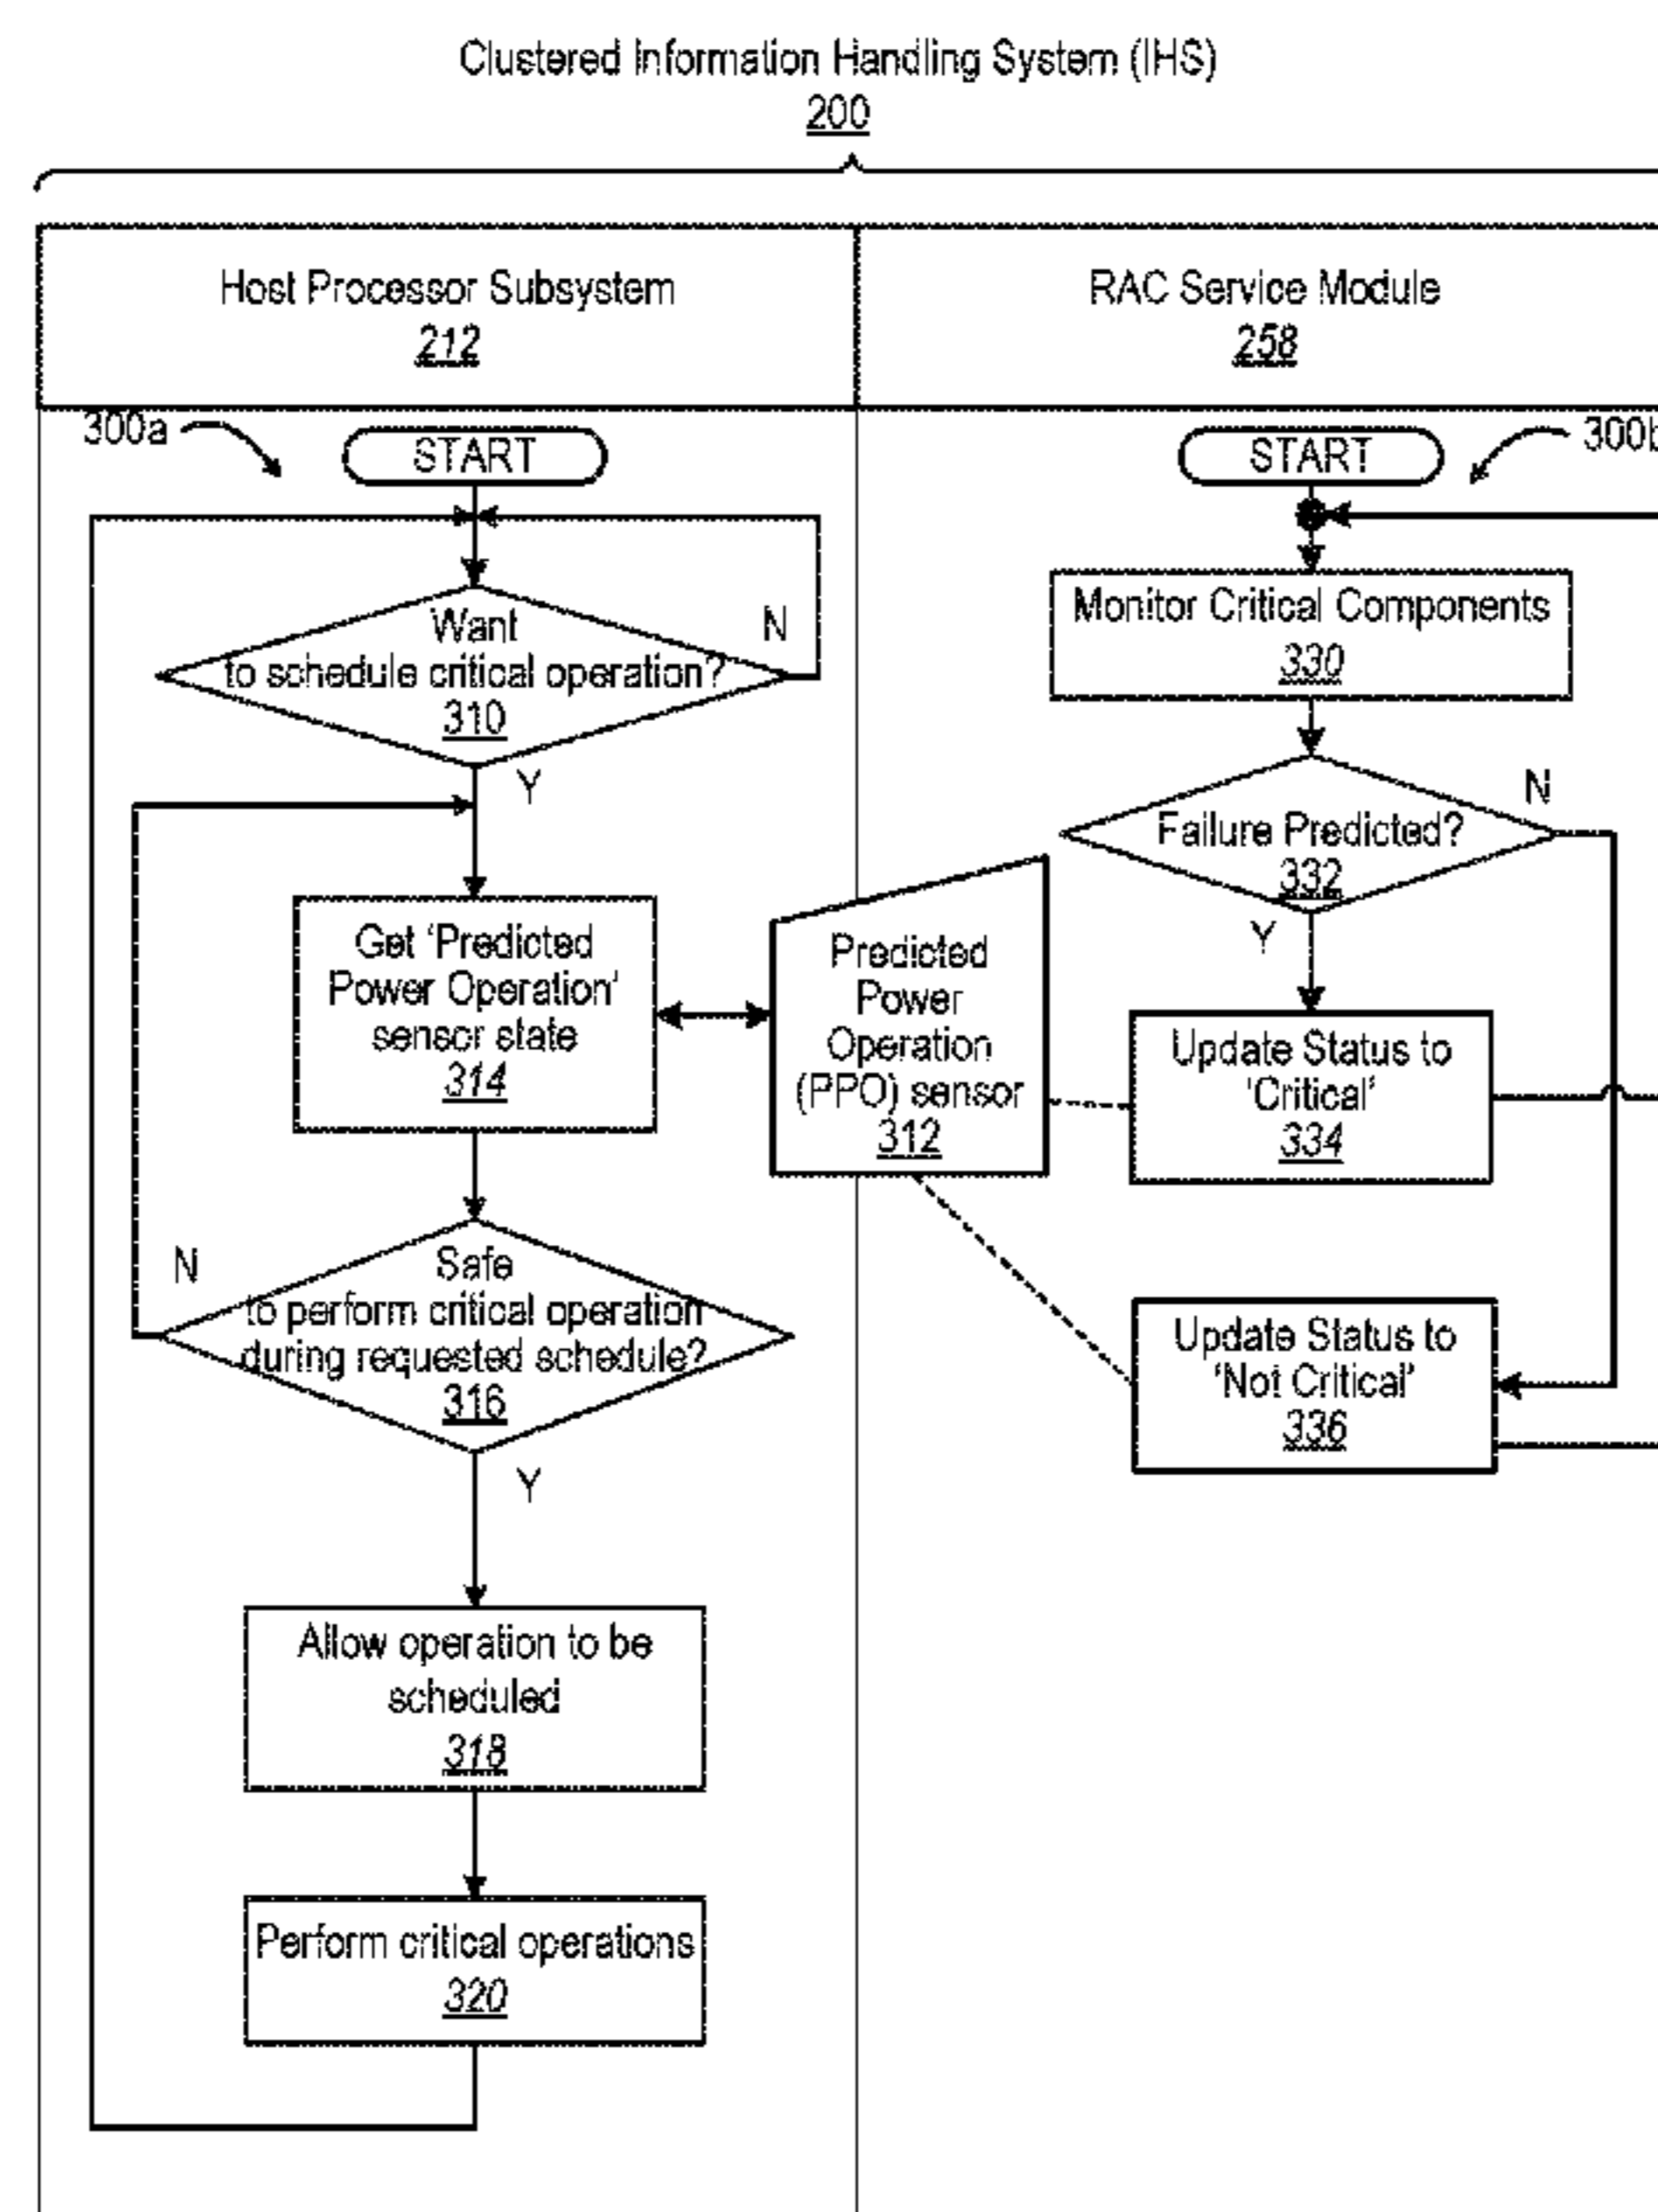 Clustered Information Handling System (IHS)
200
Host Processor Subsystem
212
RAC Service Module
258
300a
START
Want
to schedule critical operation?
310
N
Y
Get ‘Predicted
Power Operation’
sensor state
314
Safe
to perform critical operation
during requested schedule?
316
N
Y
Allow operation to be
scheduled
318
Perform critical operations
320
Predicted
Power
Operation
(PPO) sensor
312
START
300b
Monitor Critical Components
330
Failure Predicted?
332
N
Y
Update Status to
‘Critical’
334
Update Status to
‘Not Critical’
336